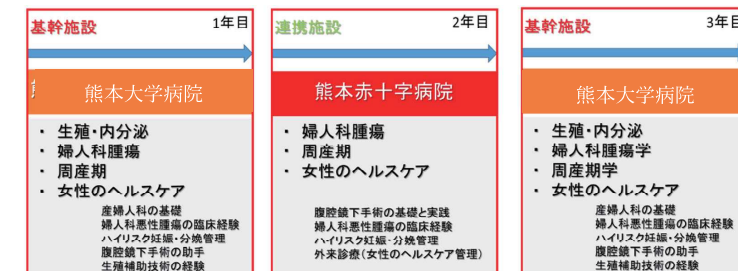 基幹施設 1年目
熊本大学病院
・ 生殖・内分泌
・ 婦人科腫瘍
・ 周産期
・ 女性のヘルスケア
産婦人科の基礎
婦人科悪性腫瘍の臨床経験
ハイリスク妊娠・分娩管理
腹腔鏡下手術の助手
生殖補助技術の経験
連携施設 2年目
熊本赤十字病院
・ 婦人科腫瘍
・ 周産期
・ 女性のヘルスケア
腹腔鏡下手術の基礎と実践
婦人科悪性腫瘍の臨床経験
ハイリスク妊娠・分娩管理
外来診療(女性のヘルスケア管理)
基幹施設 3年目
熊本大学病院
・ 生殖・内分泌
・ 婦人科腫瘍学
・ 周産期学
・ 女性のヘルスケア
産婦人科の基礎
婦人科悪性腫瘍の臨床経験
ハイリスク妊娠・分娩管理
腹腔鏡下手術の助手
生殖補助技術の経験